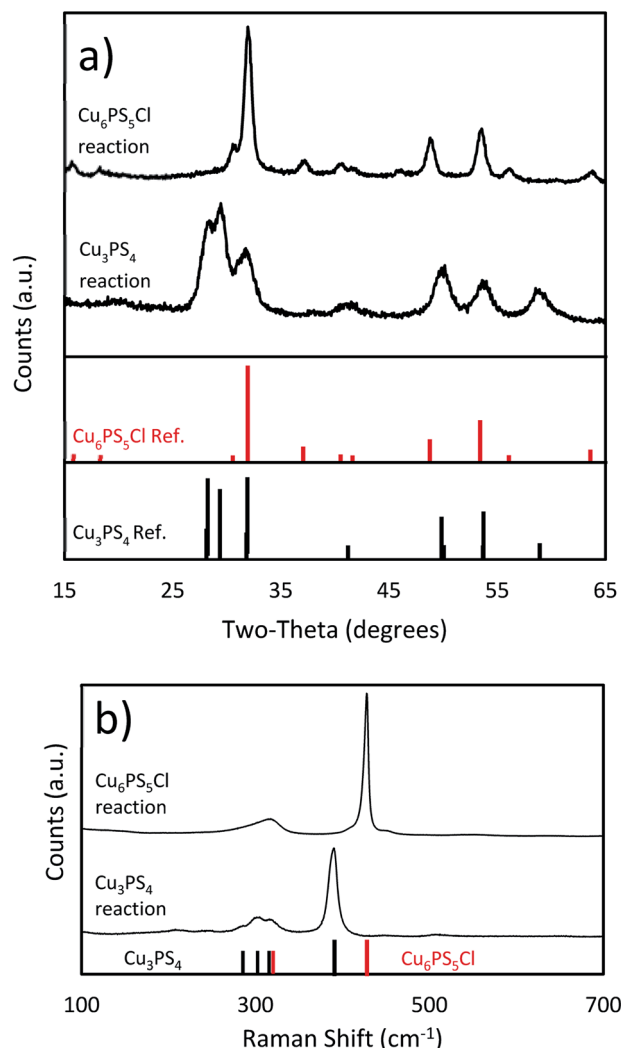 a)
Cu₆PS₅Cl
reaction
Cu₃PS₄
reaction
Counts (a.u.)
Cu₆PS₅Cl Ref.
Cu₃PS₄ Ref.
15 25 35 45 55 65
Two-Theta (degrees)
b)
Cu₆PS₅Cl
reaction
Cu₃PS₄
reaction
Counts (a.u.)
Cu₃PS₄ Cu₆PS₅Cl
100 300 500 700
Raman Shift (cm⁻¹)